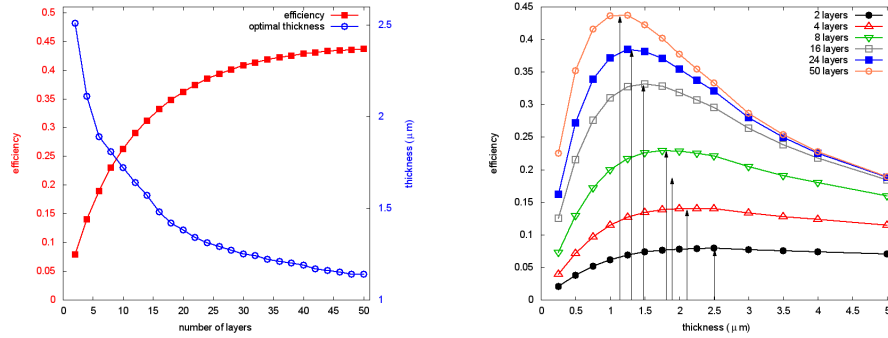 efficiency
optimal thickness
0.5
0.45
0.4
0.35
0.3
0.25
0.2
0.15
0.1
0.05
0
efficiency
2.5
2
1.5
1
thickness (μm)
0 5 10 15 20 25 30 35 40 45 50
number of layers
2 layers
4 layers
8 layers
16 layers
24 layers
50 layers
0.45
0.4
0.35
0.3
0.25
0.2
0.15
0.1
0.05
0
efficiency
0 0.5 1 1.5 2 2.5 3 3.5 4 4.5 5
thickness (μm)